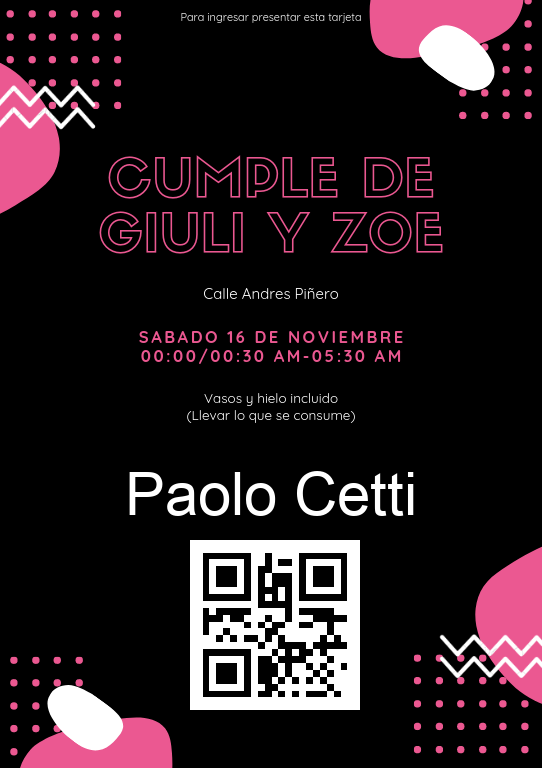 Para ingresar presentar esta tarjeta
CUMPLE DE
GIULI Y ZOE
Calle Andres Piñero
SABADO 16 DE NOVIEMBRE
00:00/00:30 AM-05:30 AM
Vasos y hielo incluido
(Llevar lo que se consume)
Paolo Cetti